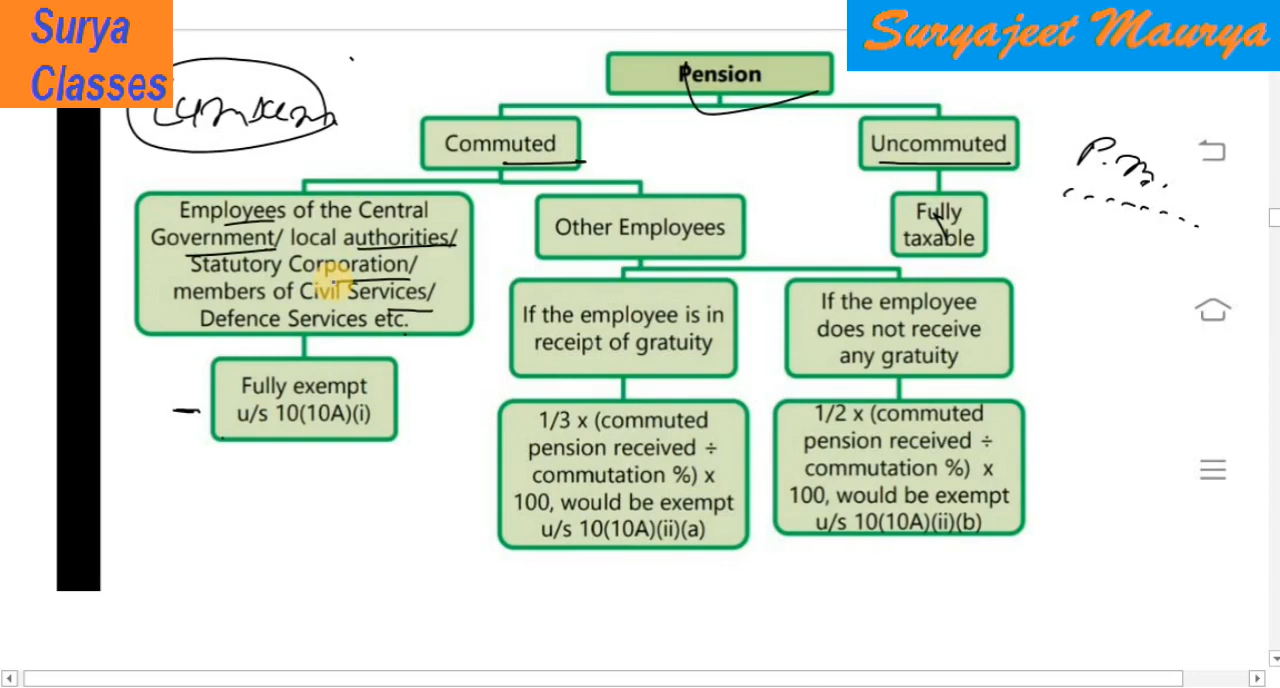 Surya
Classes
Suryajeet Maurya
Pension
Commuted
Uncommuted
P.m.
Employees of the Central
Government/ local authorities/
Statutory Corporation/
members of Civil Services/
Defence Services etc.
Other Employees
Fully
taxable
If the employee is in
receipt of gratuity
If the employee
does not receive
any gratuity
Fully exempt
u/s 10(10A)(i)
1/3 x (commuted
pension received ÷
commutation %) x
100, would be exempt
u/s 10(10A)(ii)(a)
1/2 x (commuted
pension received ÷
commutation %) x
100, would be exempt
u/s 10(10A)(ii)(b)